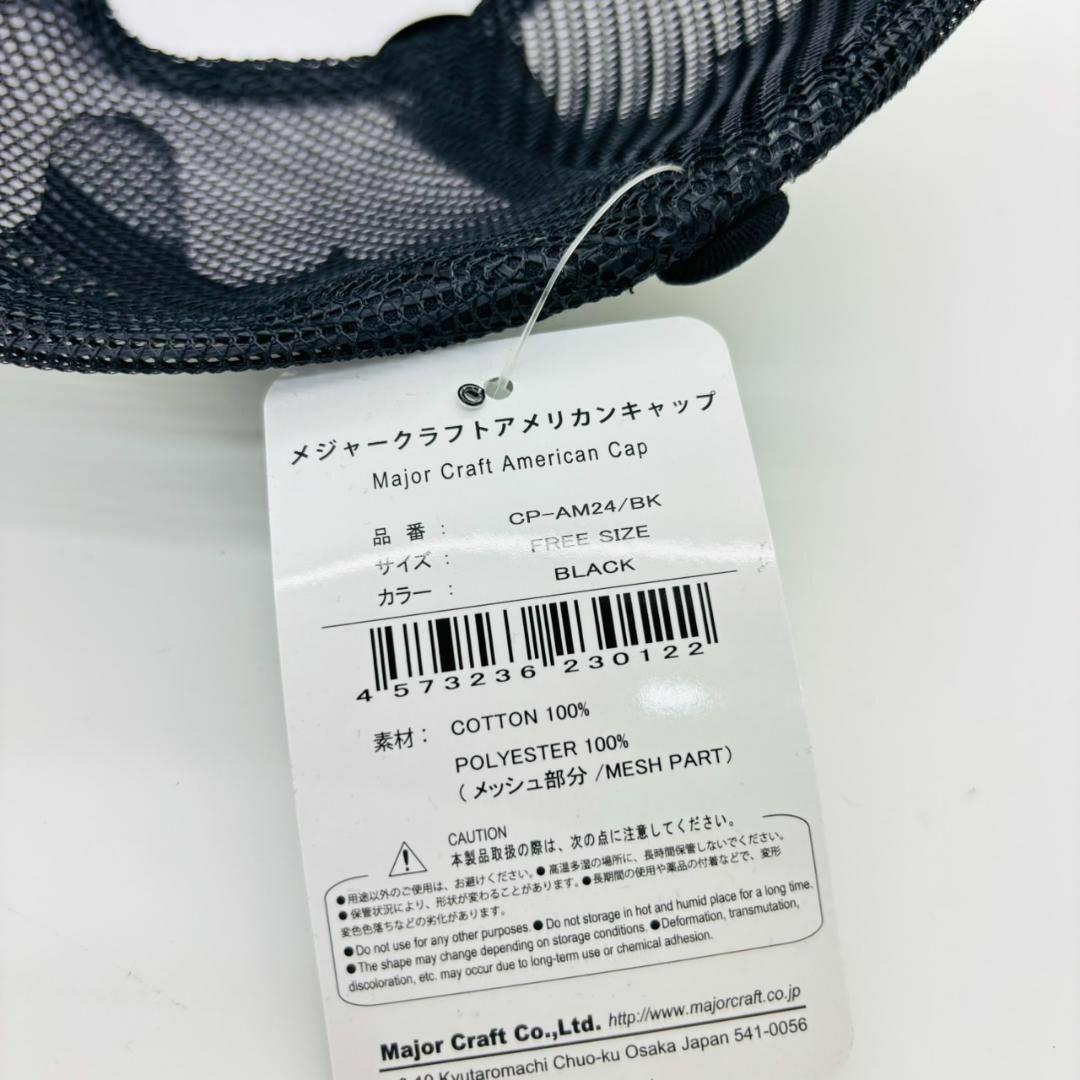 メジャークラフトアメリカンキャップ
Major Craft American Cap
品 番 : CP-AM24/BK
サイズ : FREE SIZE
カラー : BLACK
4 573236 230122
素材 : COTTON 100%
POLYESTER 100%
( メッシュ部分 /MESH PART)
CAUTION
本製品取扱の際は、次の点に注意してください。
●用途以外のご使用は、お避けください。●高温多湿の場所に、長時間保管しないでください。
●保管状況により、形状が変わることがあります。●長期間の使用や薬品の付着などで、変形
変色色落ちなどの劣化があります。
●Do not use for any other purposes. ●Do not storage in hot and humid place for a long time.
●The shape may change depending on storage conditions. ●Deformation, transmutation,
discoloration, etc. may occur due to long-term use or chemical adhesion.
Major Craft Co.,Ltd. http://www.majorcraft.co.jp
Kyutaromachi Chuo-ku Osaka Japan 541-0056